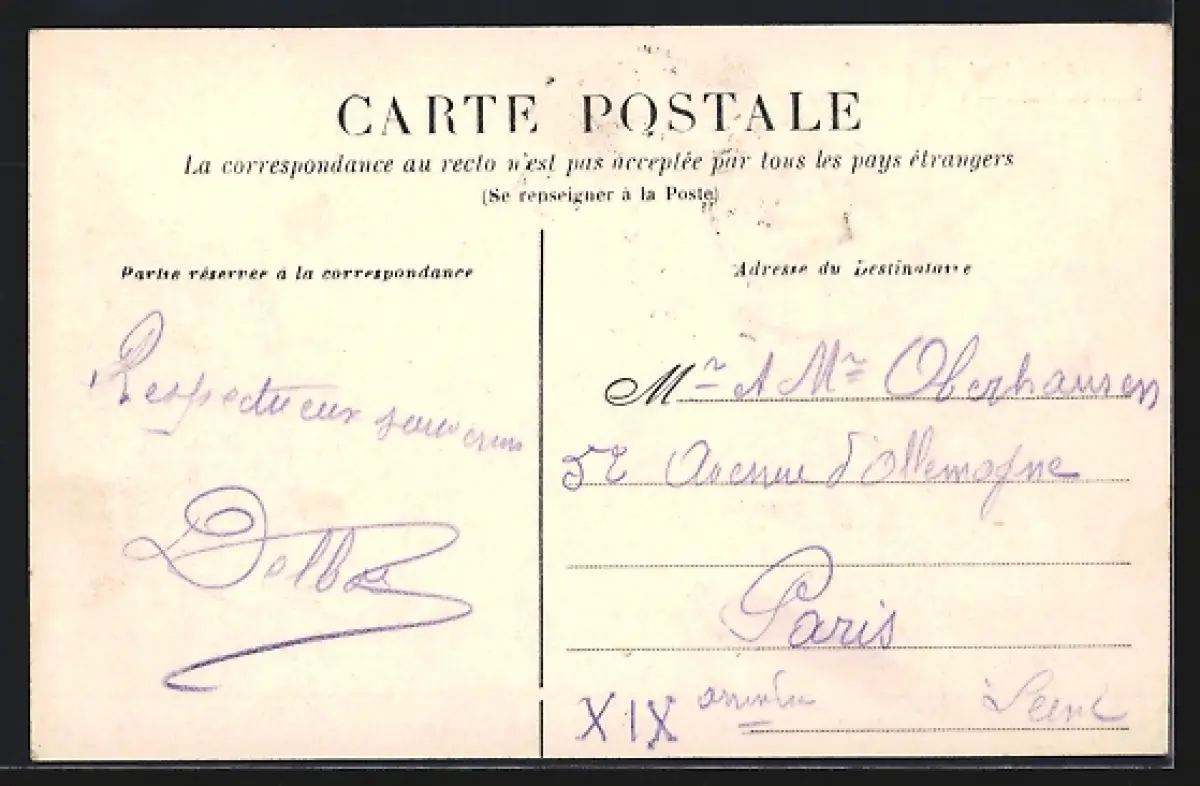 CARTE POSTALE
La correspondance au recto n'est pas acceptée par tous les pays étrangers
(Se renseigner à la Poste)
Partie réservée à la correspondance
Respectueux souvenirs
Adresse du Destinataire
Mr et Mme Oberhausen
52 Avenue d'Allemagne
Paris
XIX Seine